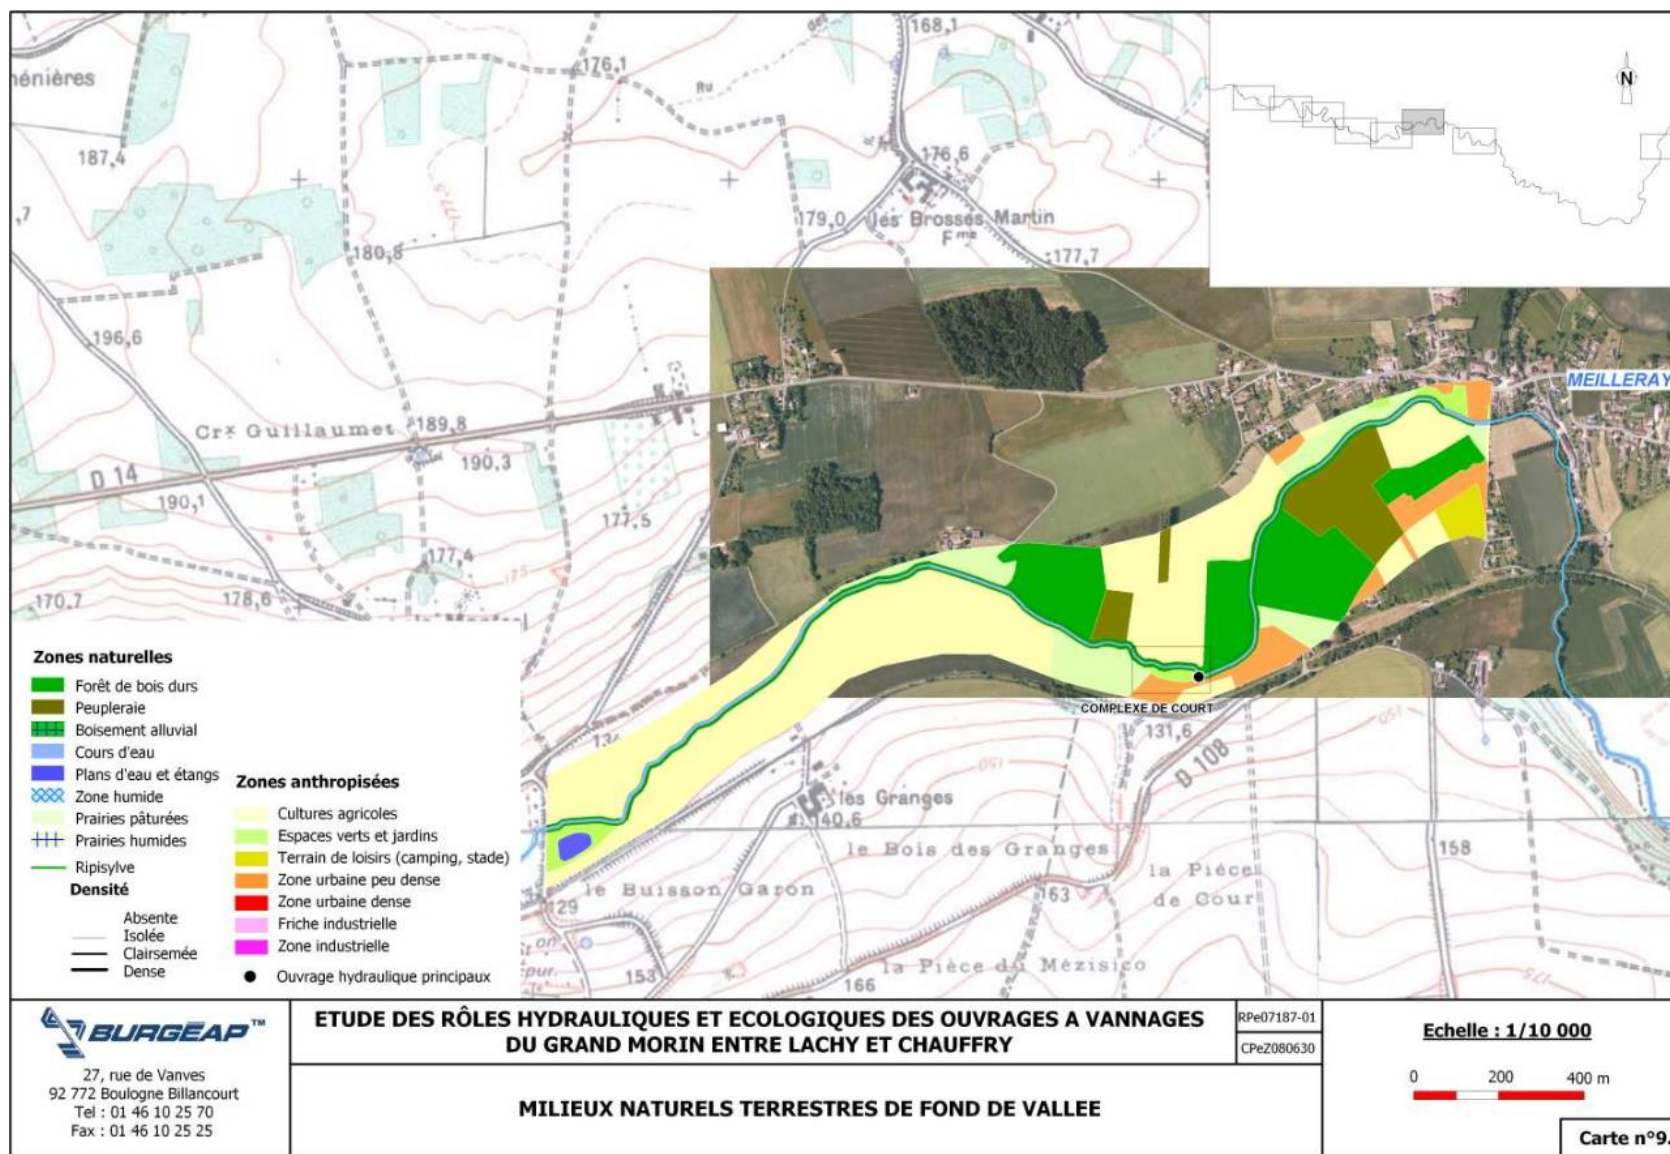 168,1
176,1
énières
Ru
N
187,4
176,6
179,0
les Brosses Martin
Fme
177,7
180,8
196,6
MEILLERAY
Crx Guillaumet
189,8
190,3
D 14
190,1
177,5
177,4
175
170,7
178,6
COMPLEXE DE COURT
131,6
150
150
D 108
les Granges
140,6
le Bois des Granges
158
la Pièce
de Cour
63
le Buisson Garon
129
153
la Pièce du Mézisico
166
175
Zones naturelles
Forêt de bois durs
Peupleraie
Boisement alluvial
Cours d'eau
Plans d'eau et étangs
Zone humide
Prairies pâturées
Prairies humides
Ripisylve
Densité
Absente
Isolée
Clairsemée
Dense
Zones anthropisées
Cultures agricoles
Espaces verts et jardins
Terrain de loisirs (camping, stade)
Zone urbaine peu dense
Zone urbaine dense
Friche industrielle
Zone industrielle
Ouvrage hydraulique principaux
BURGÉAP™
27, rue de Vanves
92 772 Boulogne Billancourt
Tel : 01 46 10 25 70
Fax : 01 46 10 25 25
ETUDE DES RÔLES HYDRAULIQUES ET ECOLOGIQUES DES OUVRAGES A VANNAGES
DU GRAND MORIN ENTRE LACHY ET CHAUFFRY
RPe07187-01
CPeZ080630
MILIEUX NATURELS TERRESTRES DE FOND DE VALLEE
Echelle : 1/10 000
0 200 400 m
Carte n°9.